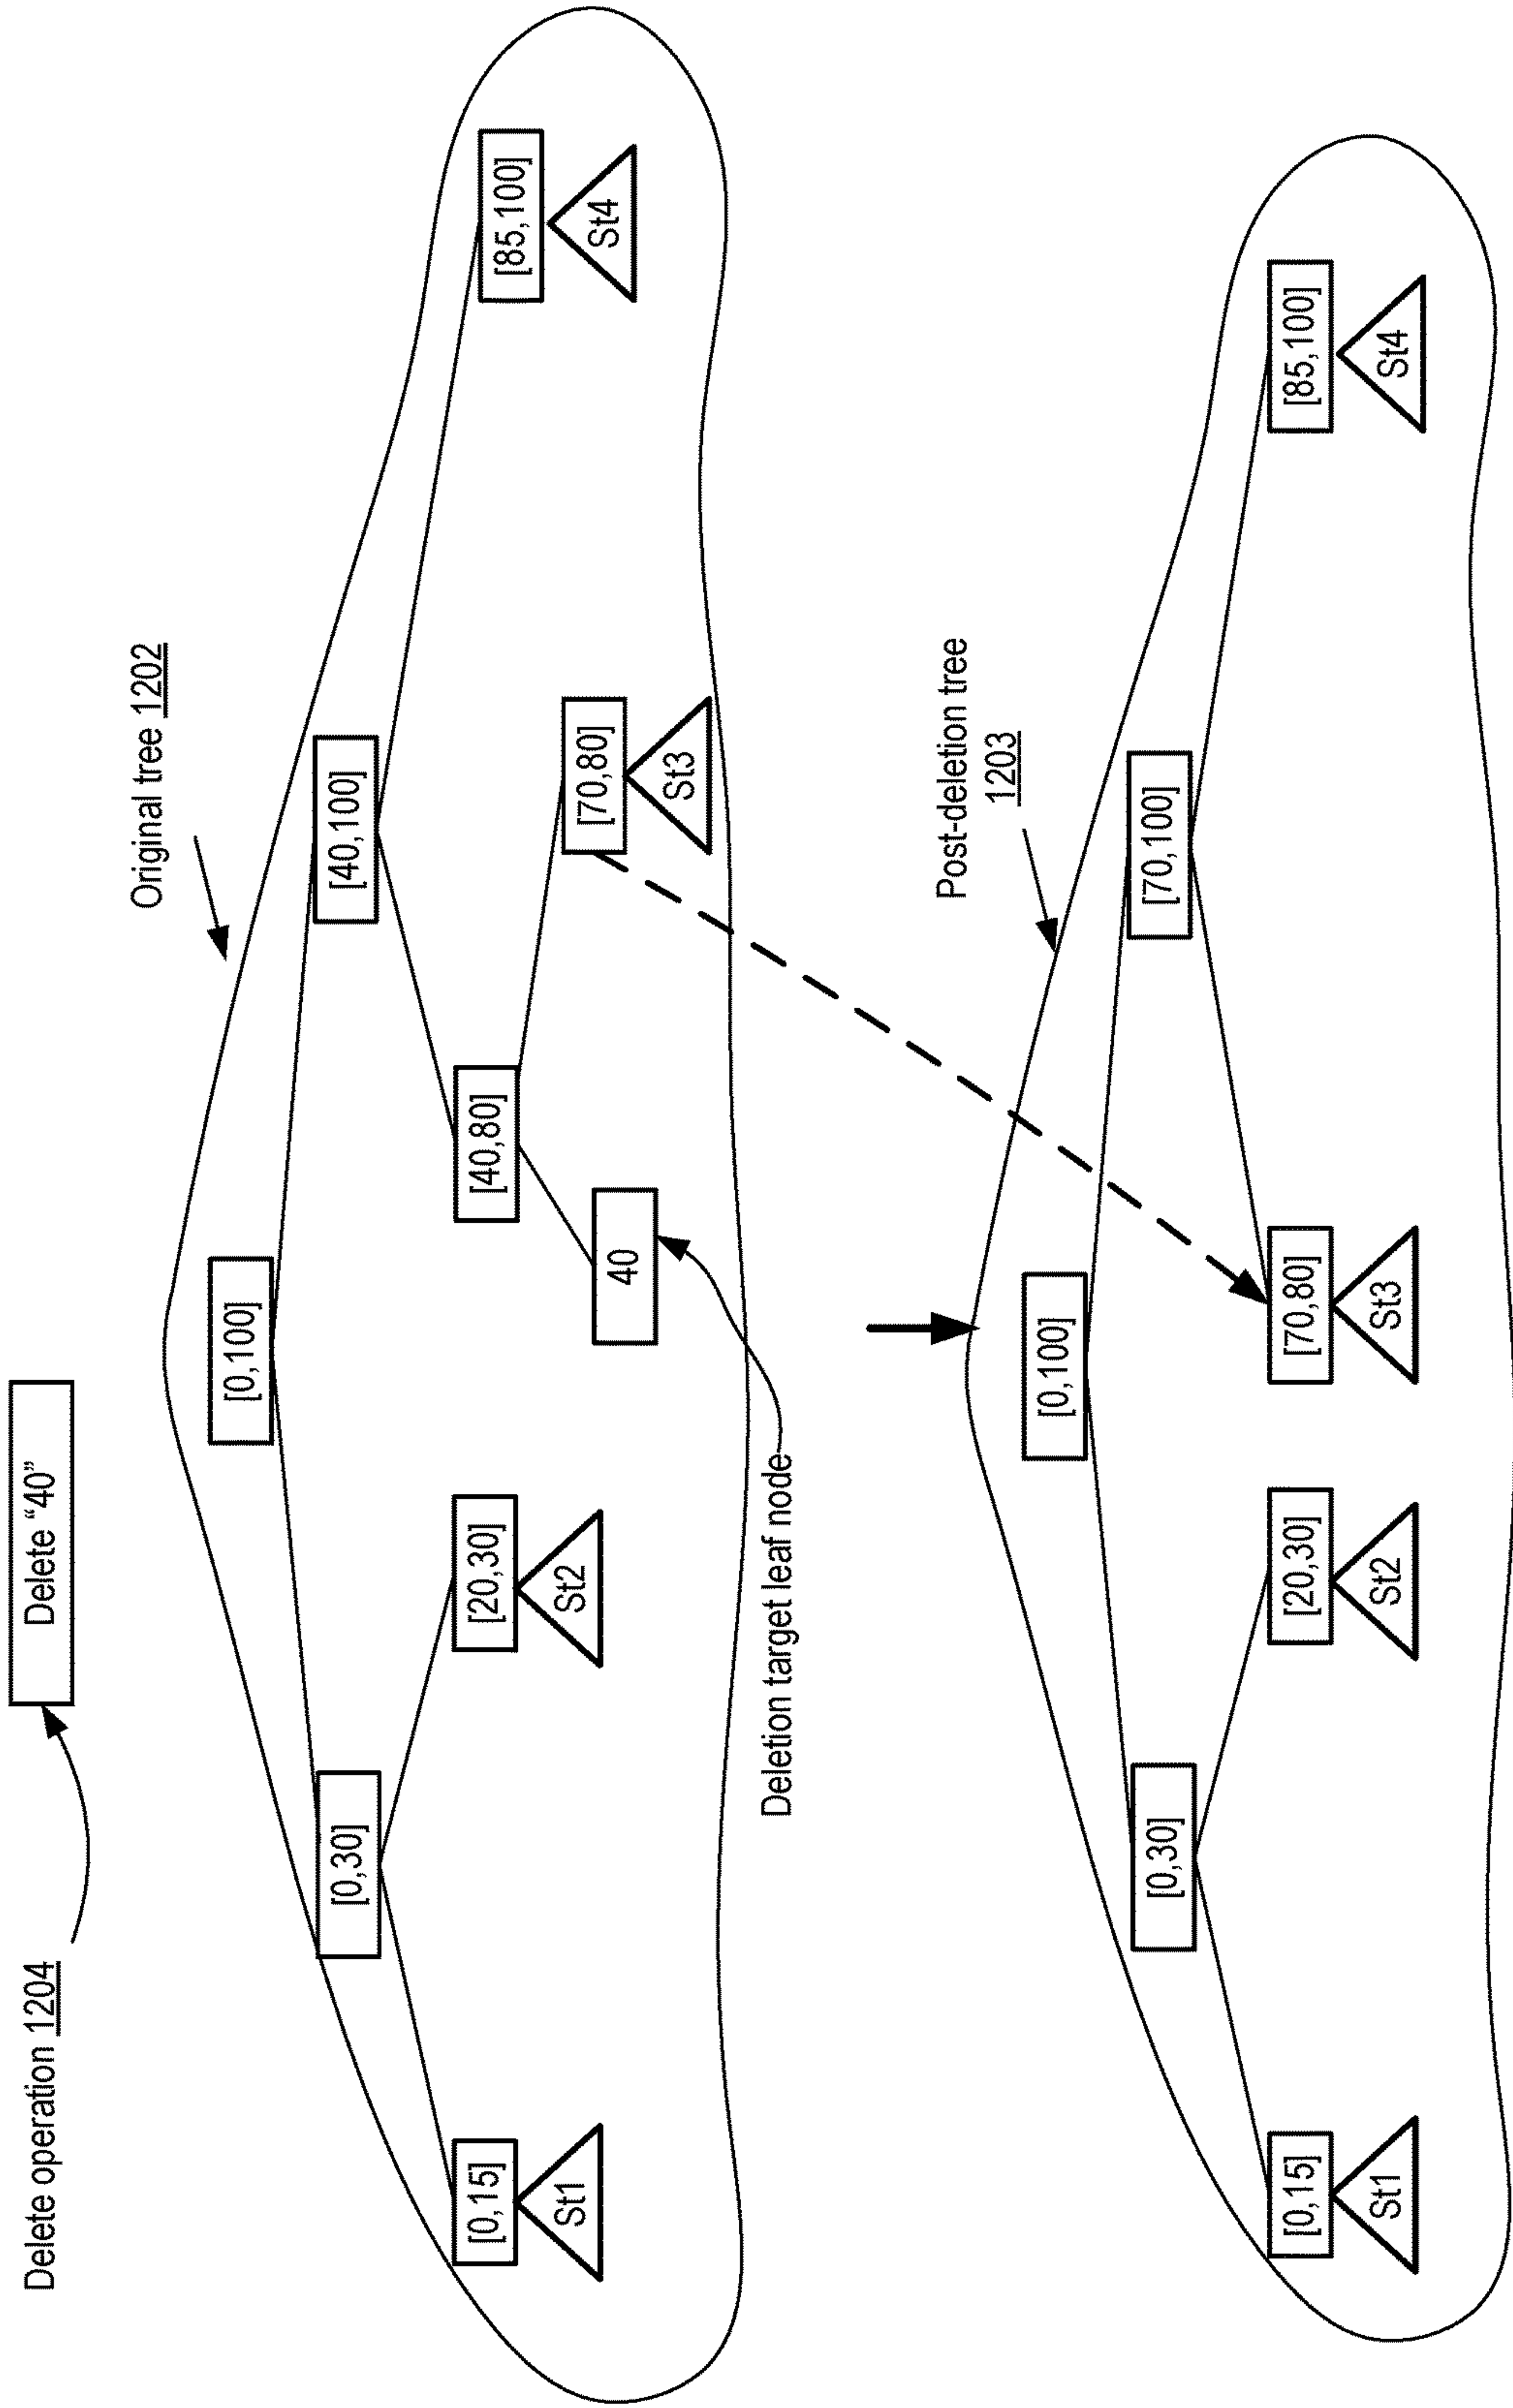 Delete operation 1204
Delete “40”
Original tree 1202
[0,100]
[0,30]
[40,100]
[0,15]
[20,30]
[40,80]
[85,100]
St1
St2
40
[70,80]
St4
St3
Deletion target leaf node
Post-deletion tree
1203
[0,100]
[0,30]
[70,100]
[0,15]
[20,30]
[70,80]
[85,100]
St1
St2
St3
St4